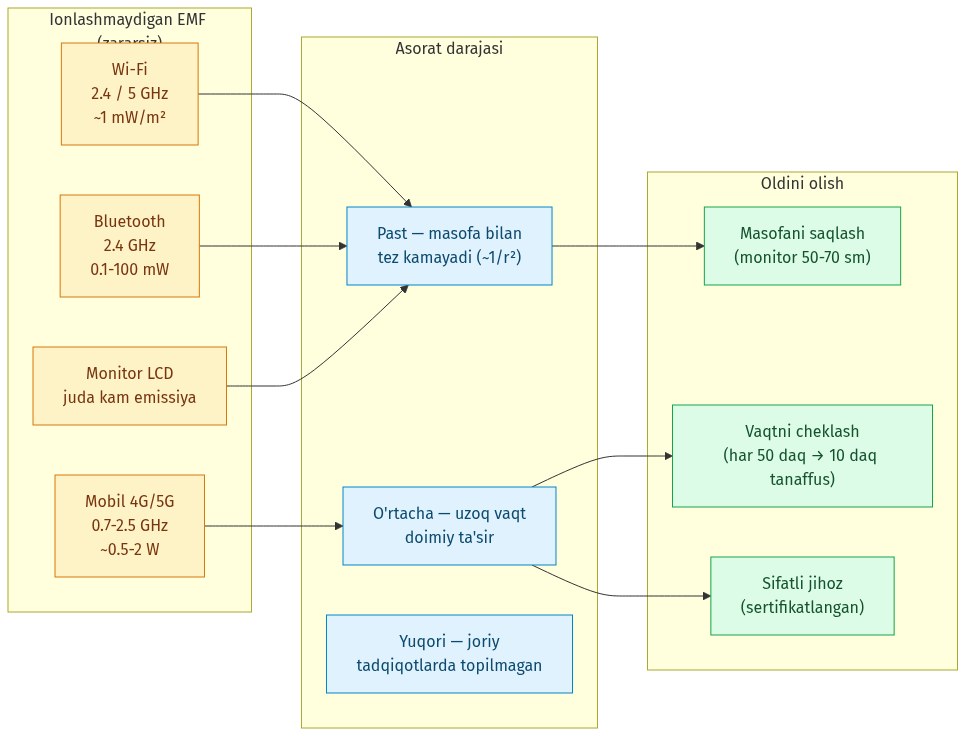 Ionlashmaydigan EMF
(zararsiz)
Wi-Fi
2.4 / 5 GHz
~1 mW/m²
Bluetooth
2.4 GHz
0.1-100 mW
Monitor LCD
juda kam emissiya
Mobil 4G/5G
0.7-2.5 GHz
~0.5-2 W
Asorat darajasi
Past — masofa bilan
tez kamayadi (~1/r²)
O'rtacha — uzoq vaqt
doimiy ta'sir
Yuqori — joriy
tadqiqotlarda topilmagan
Oldini olish
Masofani saqlash
(monitor 50-70 sm)
Vaqtni cheklash
(har 50 daq → 10 daq
tanaffus)
Sifatli jihoz
(sertifikatlangan)